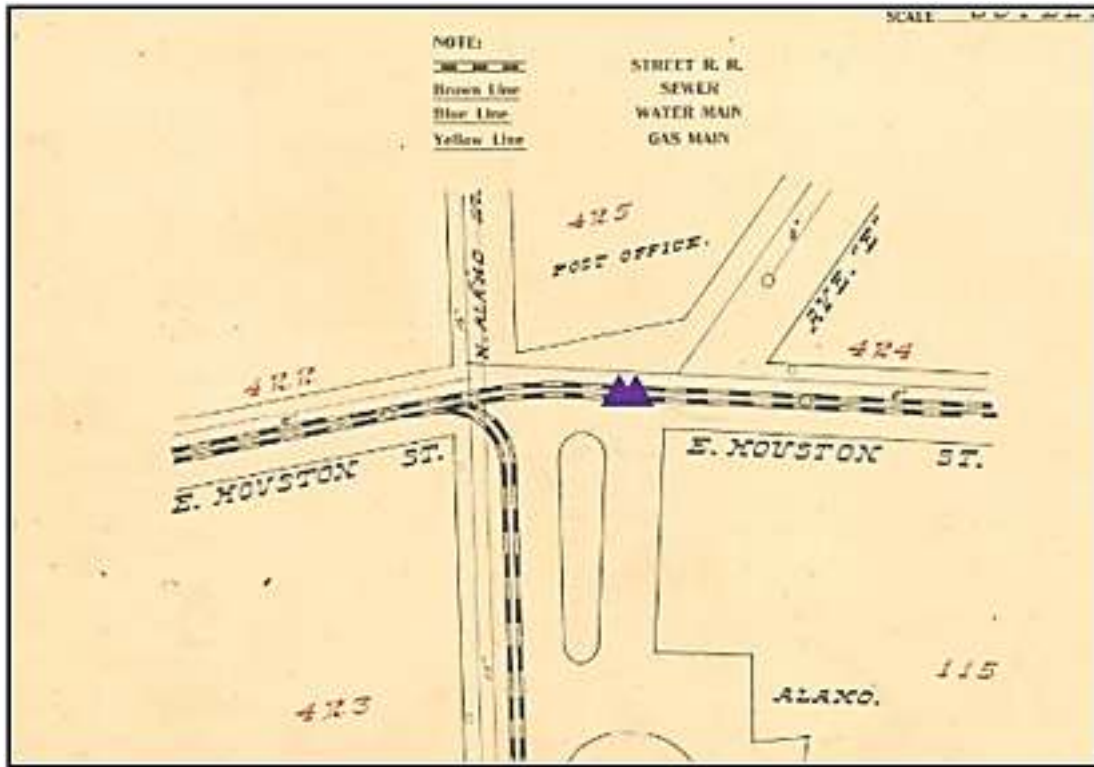 SCALE
NOTE:
STREET R. R.
Brown Line SEWER
Blue Line WATER MAIN
Yellow Line GAS MAIN
N. ALAMO ST.
425
POST OFFICE.
AVE. "E"
424
422
E. HOUSTON ST.
E. HOUSTON ST.
423
115
ALAMO.